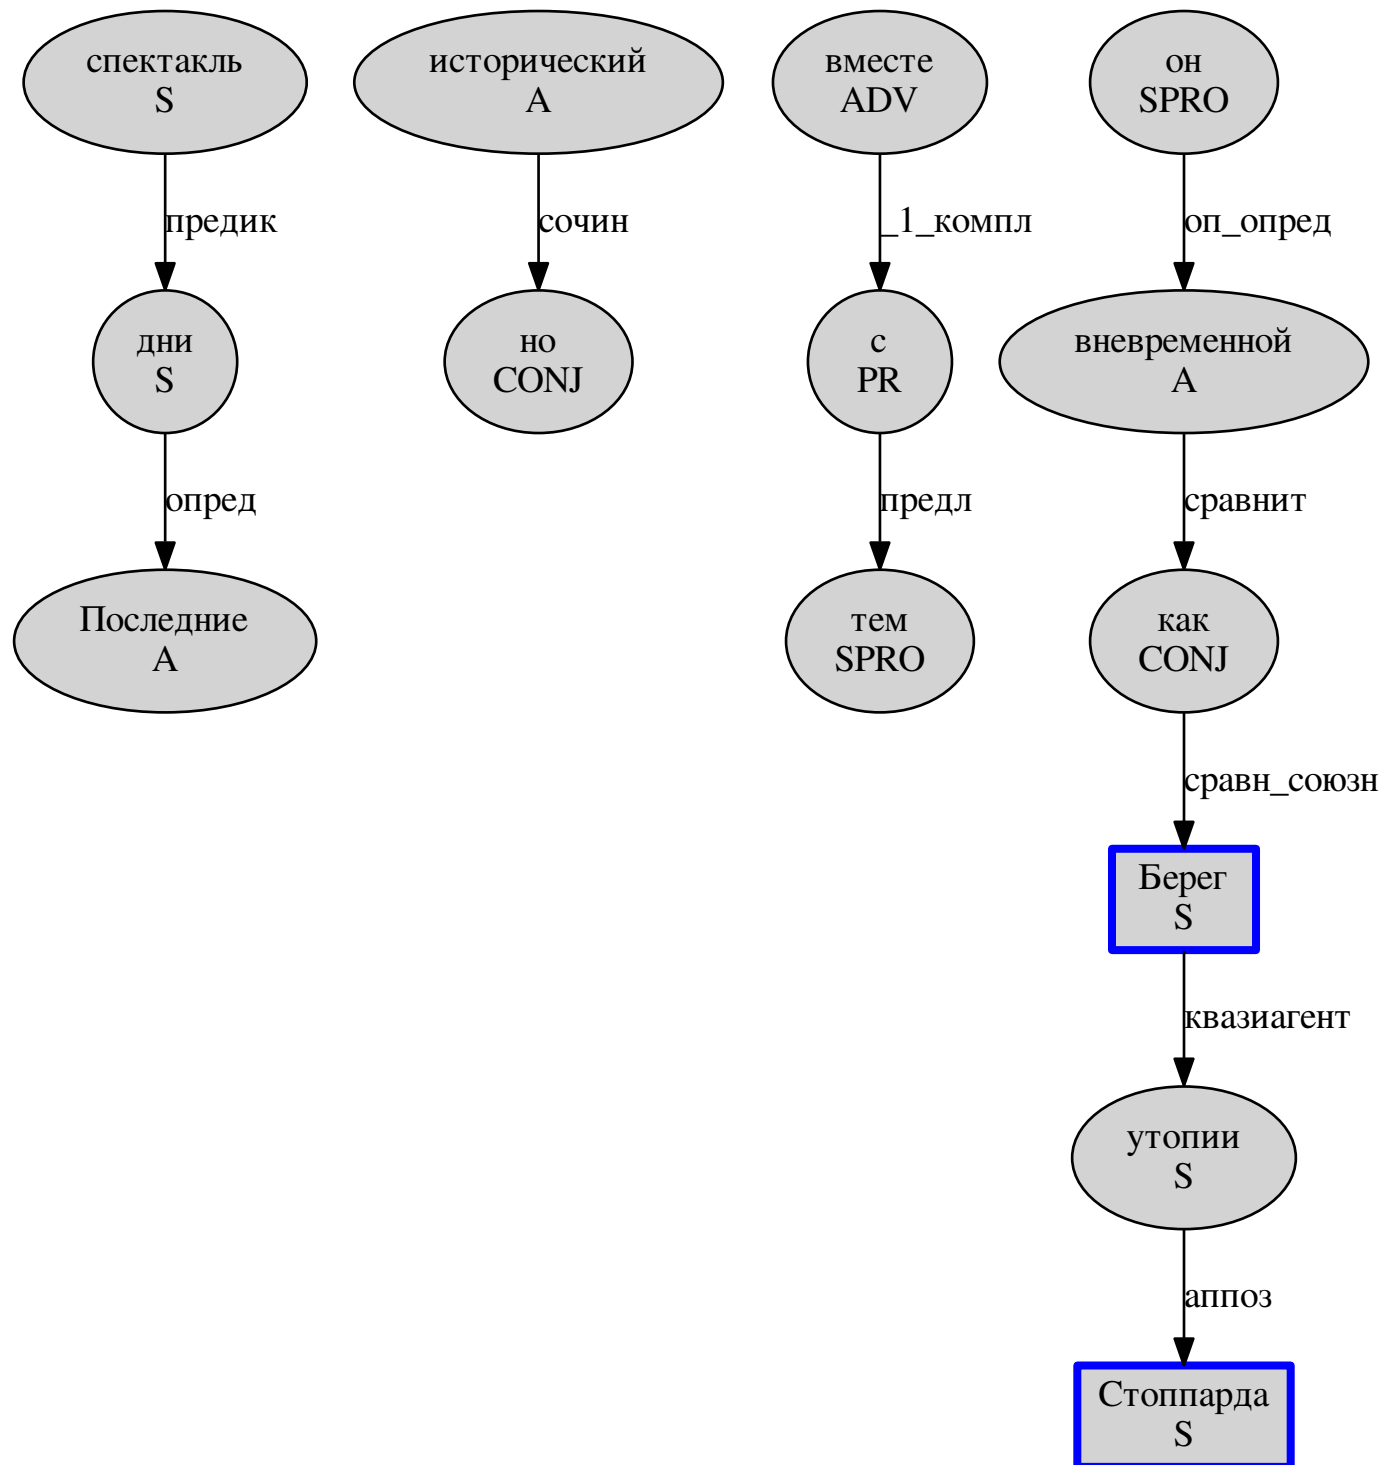 спектакль
S
исторический
A
вместе
ADV
он
SPRO
предик
сочин
_1_компл
оп_опред
дни
S
но
CONJ
с
PR
вневременной
A
опред
предл
сравнит
Последние
A
тем
SPRO
как
CONJ
сравн_союзн
Берег
S
квазиагент
утопии
S
аппоз
Стоппарда
S